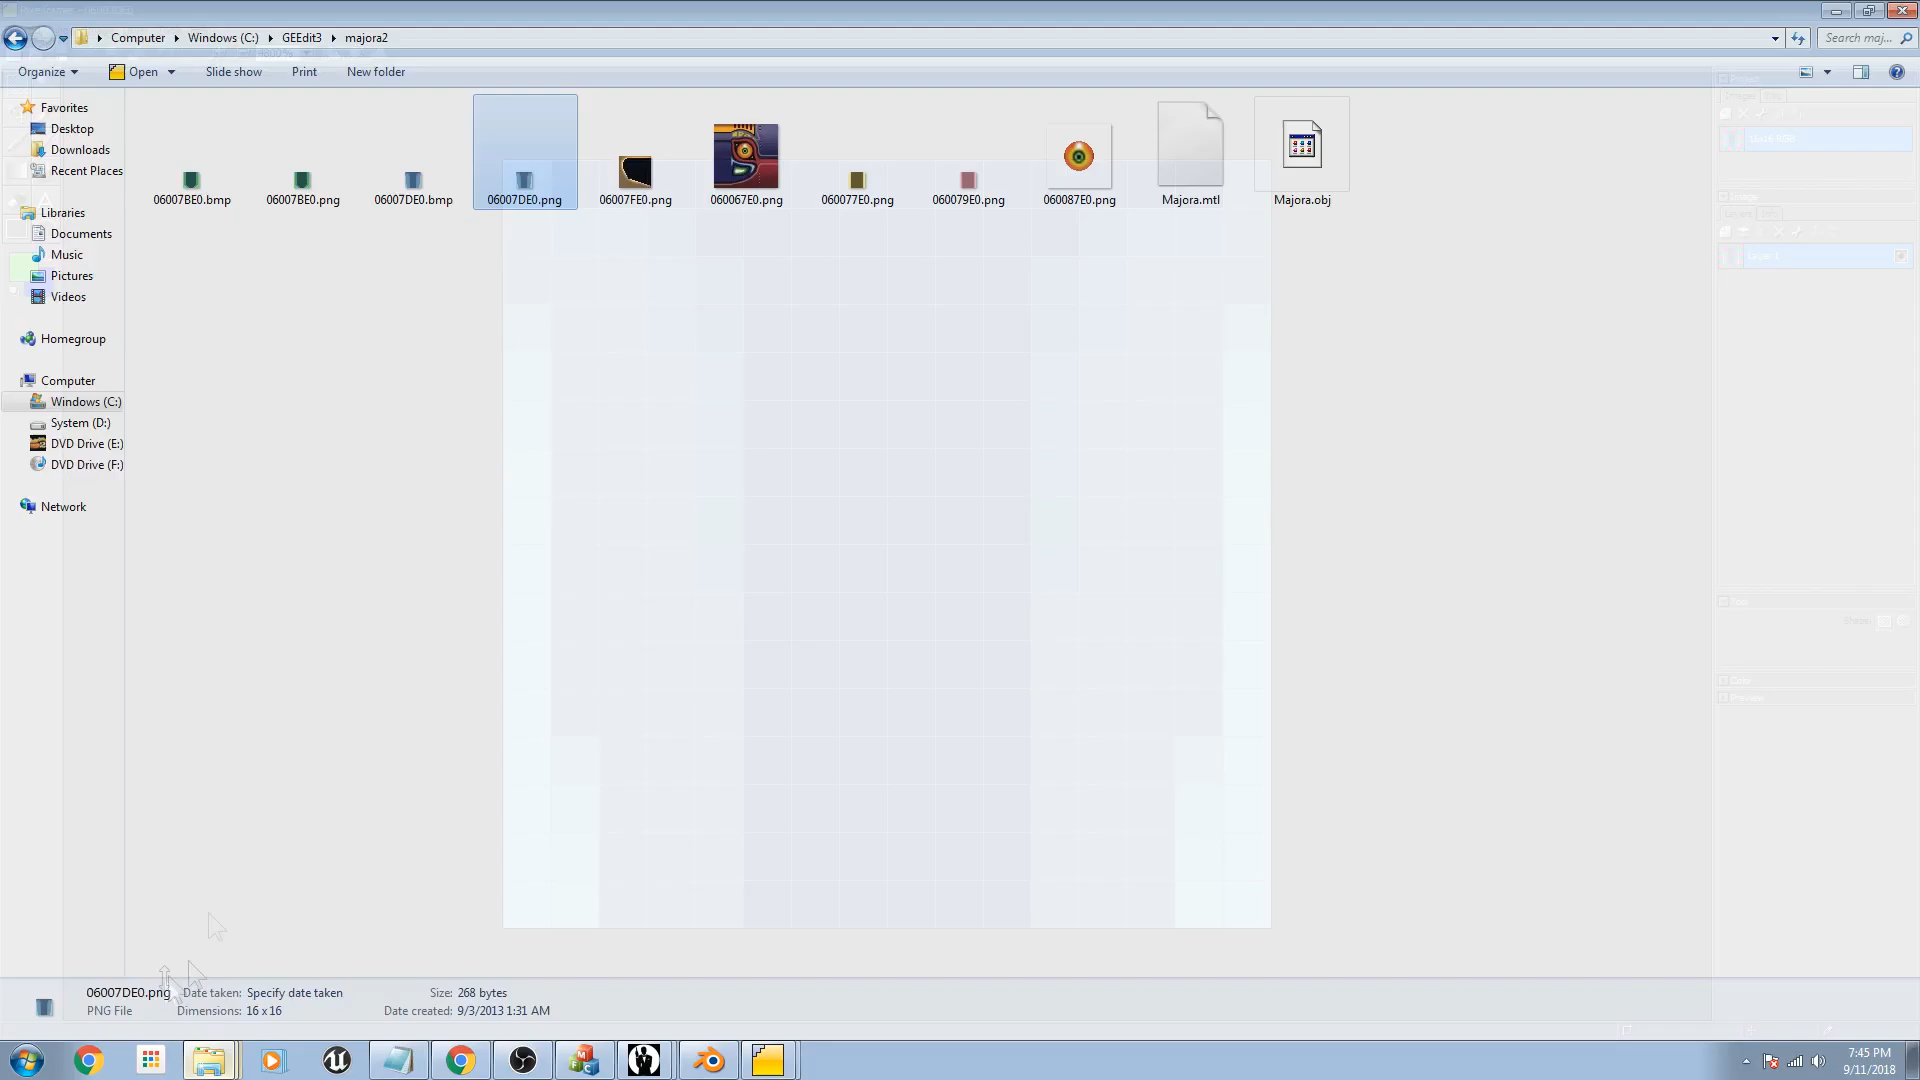 Computer Windows (C:) GEEdit3 majora2
Search maj...
Organize Open Slide show Print New folder
Favorites
Desktop
Downloads
Recent Places
Libraries
Documents
Music
Pictures
Videos
Homegroup
Computer
Windows (C:)
System (D:)
DVD Drive (E:)
DVD Drive (F:)
Network
06007BE0.bmp 06007BE0.png 06007DE0.bmp 06007DE0.png 06007FE0.png 060067E0.png 060077E0.png 060079E0.png 060087E0.png Majora.mtl Majora.obj
06007DE0.png Date taken: Specify date taken Size: 268 bytes
PNG File Dimensions: 16 x 16 Date created: 9/3/2013 1:31 AM
7:45 PM
9/11/2018